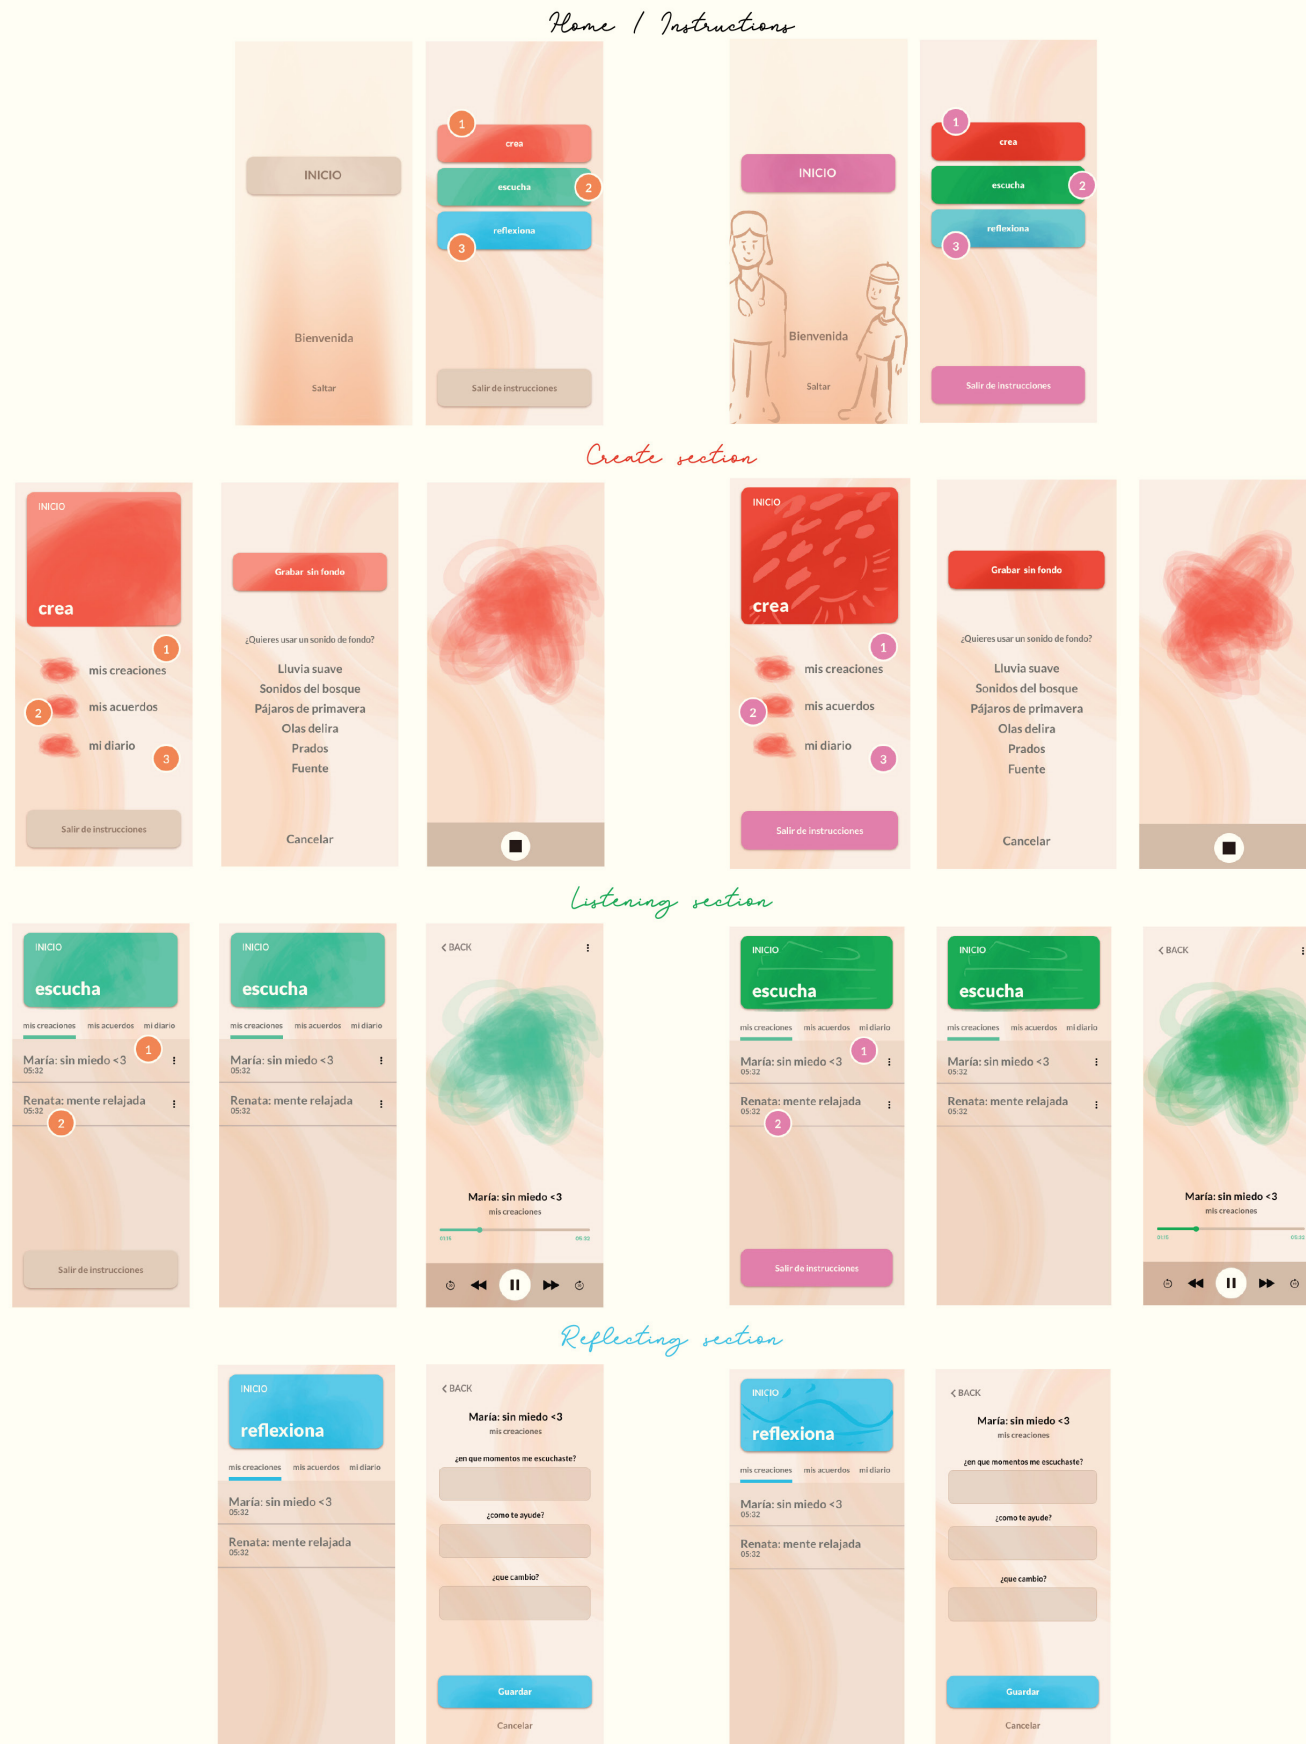 Home / Instructions
INICIO
Bienvenida
Saltar
1
crea
escucha
2
reflexiona
3
Salir de instrucciones
INICIO
Bienvenida
Saltar
1
crea
escucha
2
reflexiona
3
Salir de instrucciones
Create section
INICIO
crea
1
mis creaciones
2
mis acuerdos
mi diario
3
Salir de instrucciones
Grabar sin fondo
¿Quieres usar un sonido de fondo?
Lluvia suave
Sonidos del bosque
Pájaros de primavera
Olas delira
Prados
Fuente
Cancelar
INICIO
crea
1
mis creaciones
2
mis acuerdos
mi diario
3
Salir de instrucciones
Grabar sin fondo
¿Quieres usar un sonido de fondo?
Lluvia suave
Sonidos del bosque
Pájaros de primavera
Olas delira
Prados
Fuente
Cancelar
Listening section
INICIO
escucha
mis creaciones mis acuerdos mi diario
1
María: sin miedo <3
05:32
Renata: mente relajada
05:32
2
Salir de instrucciones
INICIO
escucha
mis creaciones mis acuerdos mi diario
María: sin miedo <3
05:32
Renata: mente relajada
05:32
< BACK
María: sin miedo <3
mis creaciones
01:15 05:32
INICIO
escucha
mis creaciones mis acuerdos mi diario
1
María: sin miedo <3
05:32
Renata: mente relajada
05:32
2
Salir de instrucciones
INICIO
escucha
mis creaciones mis acuerdos mi diario
María: sin miedo <3
05:32
Renata: mente relajada
05:32
< BACK
María: sin miedo <3
mis creaciones
01:15 05:32
Reflecting section
INICIO
reflexiona
mis creaciones mis acuerdos mi diario
María: sin miedo <3
05:32
Renata: mente relajada
05:32
< BACK
María: sin miedo <3
mis creaciones
¿en que momentos me escuchaste?
¿como te ayude?
¿que cambio?
Guardar
Cancelar
INICIO
reflexiona
mis creaciones mis acuerdos mi diario
María: sin miedo <3
05:32
Renata: mente relajada
05:32
< BACK
María: sin miedo <3
mis creaciones
¿en que momentos me escuchaste?
¿como te ayude?
¿que cambio?
Guardar
Cancelar